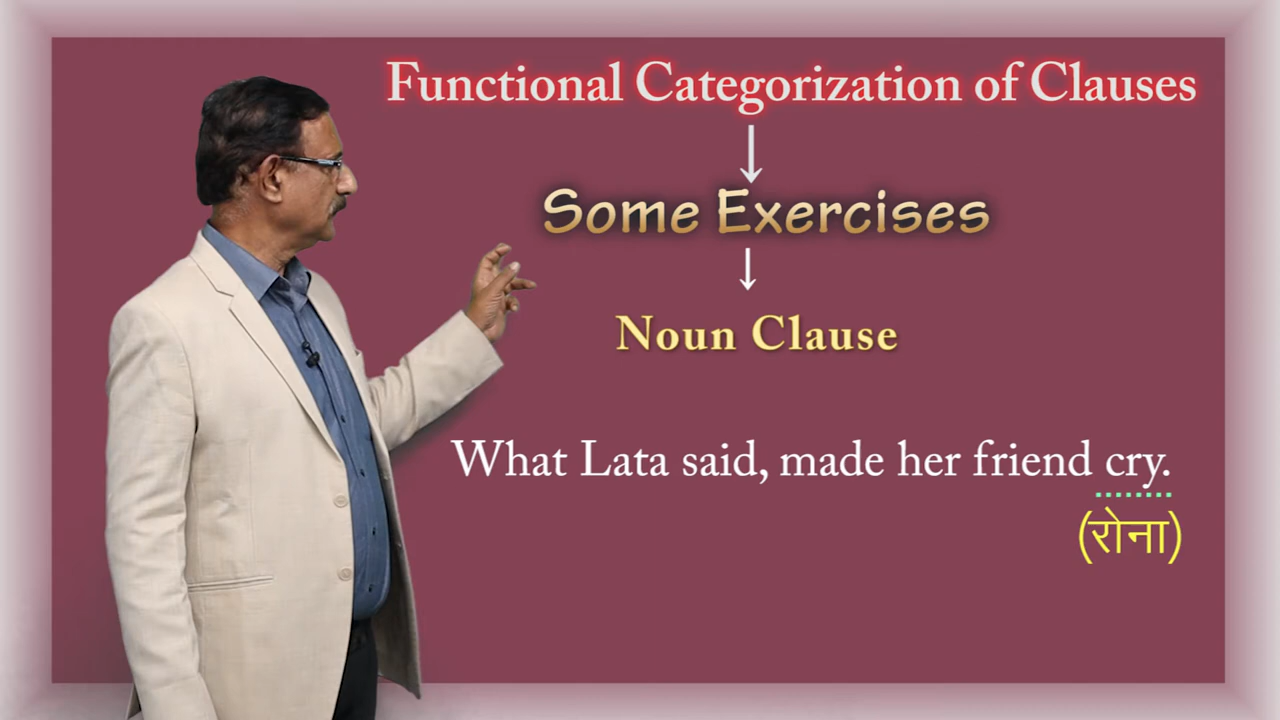 Functional Categorization of Clauses
Some Exercises
Noun Clause
What Lata said, made her friend cry.
(रोना)